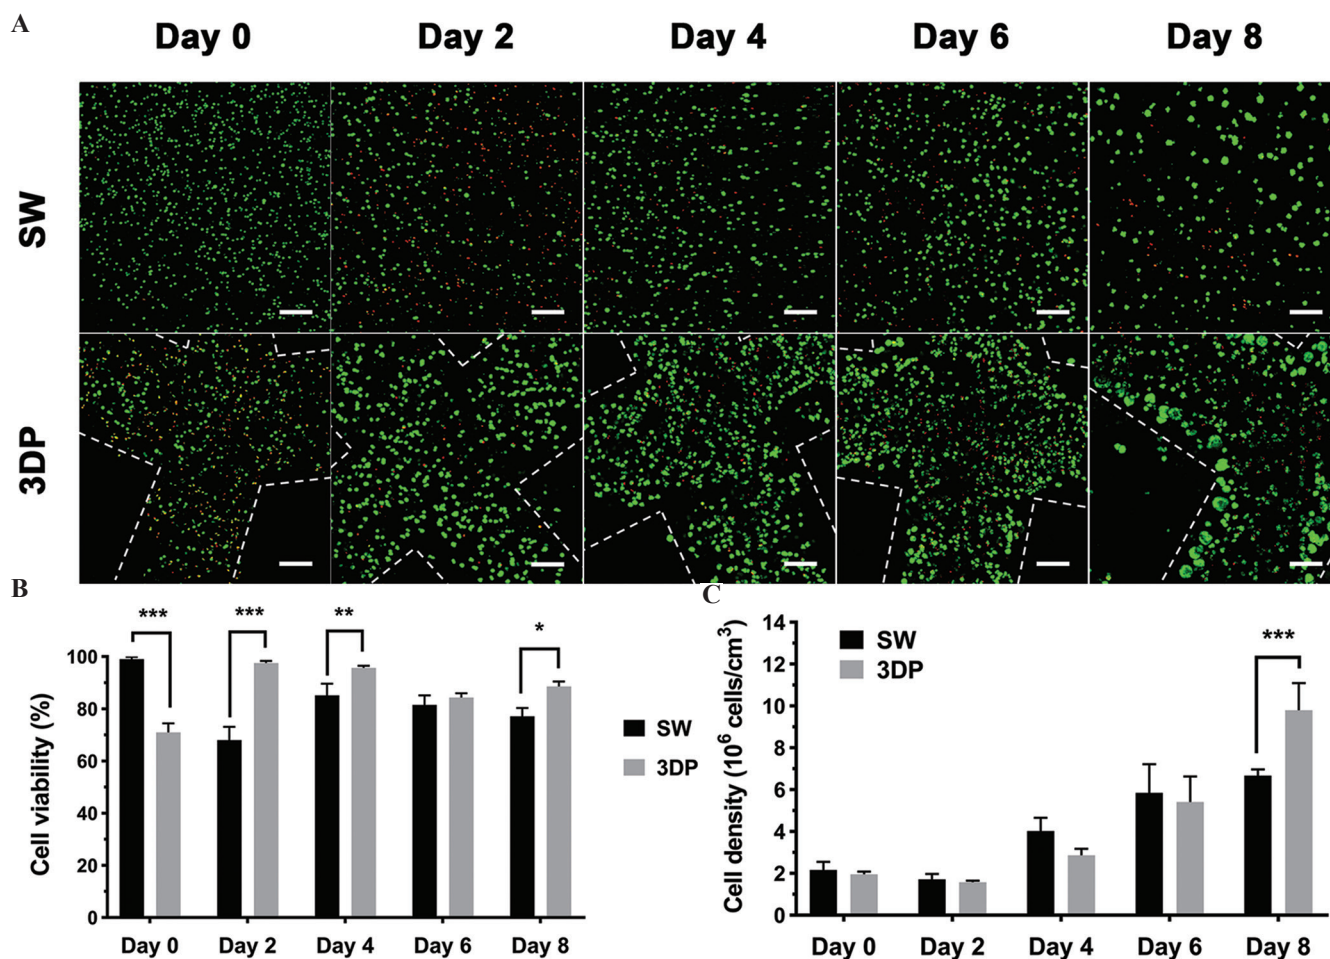 A
Day 0 Day 2 Day 4 Day 6 Day 8
SW
3DP
B
*** *** ** *
Cell viability (%)
100
80
60
40
20
0
Day 0 Day 2 Day 4 Day 6 Day 8
SW
3DP
C
***
Cell density (10⁶ cells/cm³)
14
12
10
8
6
4
2
0
SW
3DP
Day 0 Day 2 Day 4 Day 6 Day 8